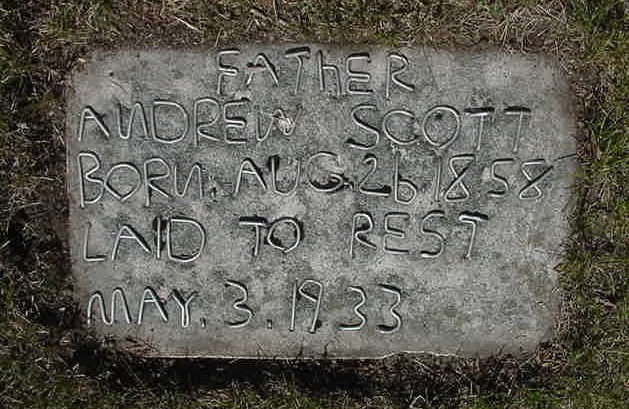 FAThER
ANDREW SCOTT
BORN. AUG. 26 1858
LAID TO REST
MAY. 3. 1933